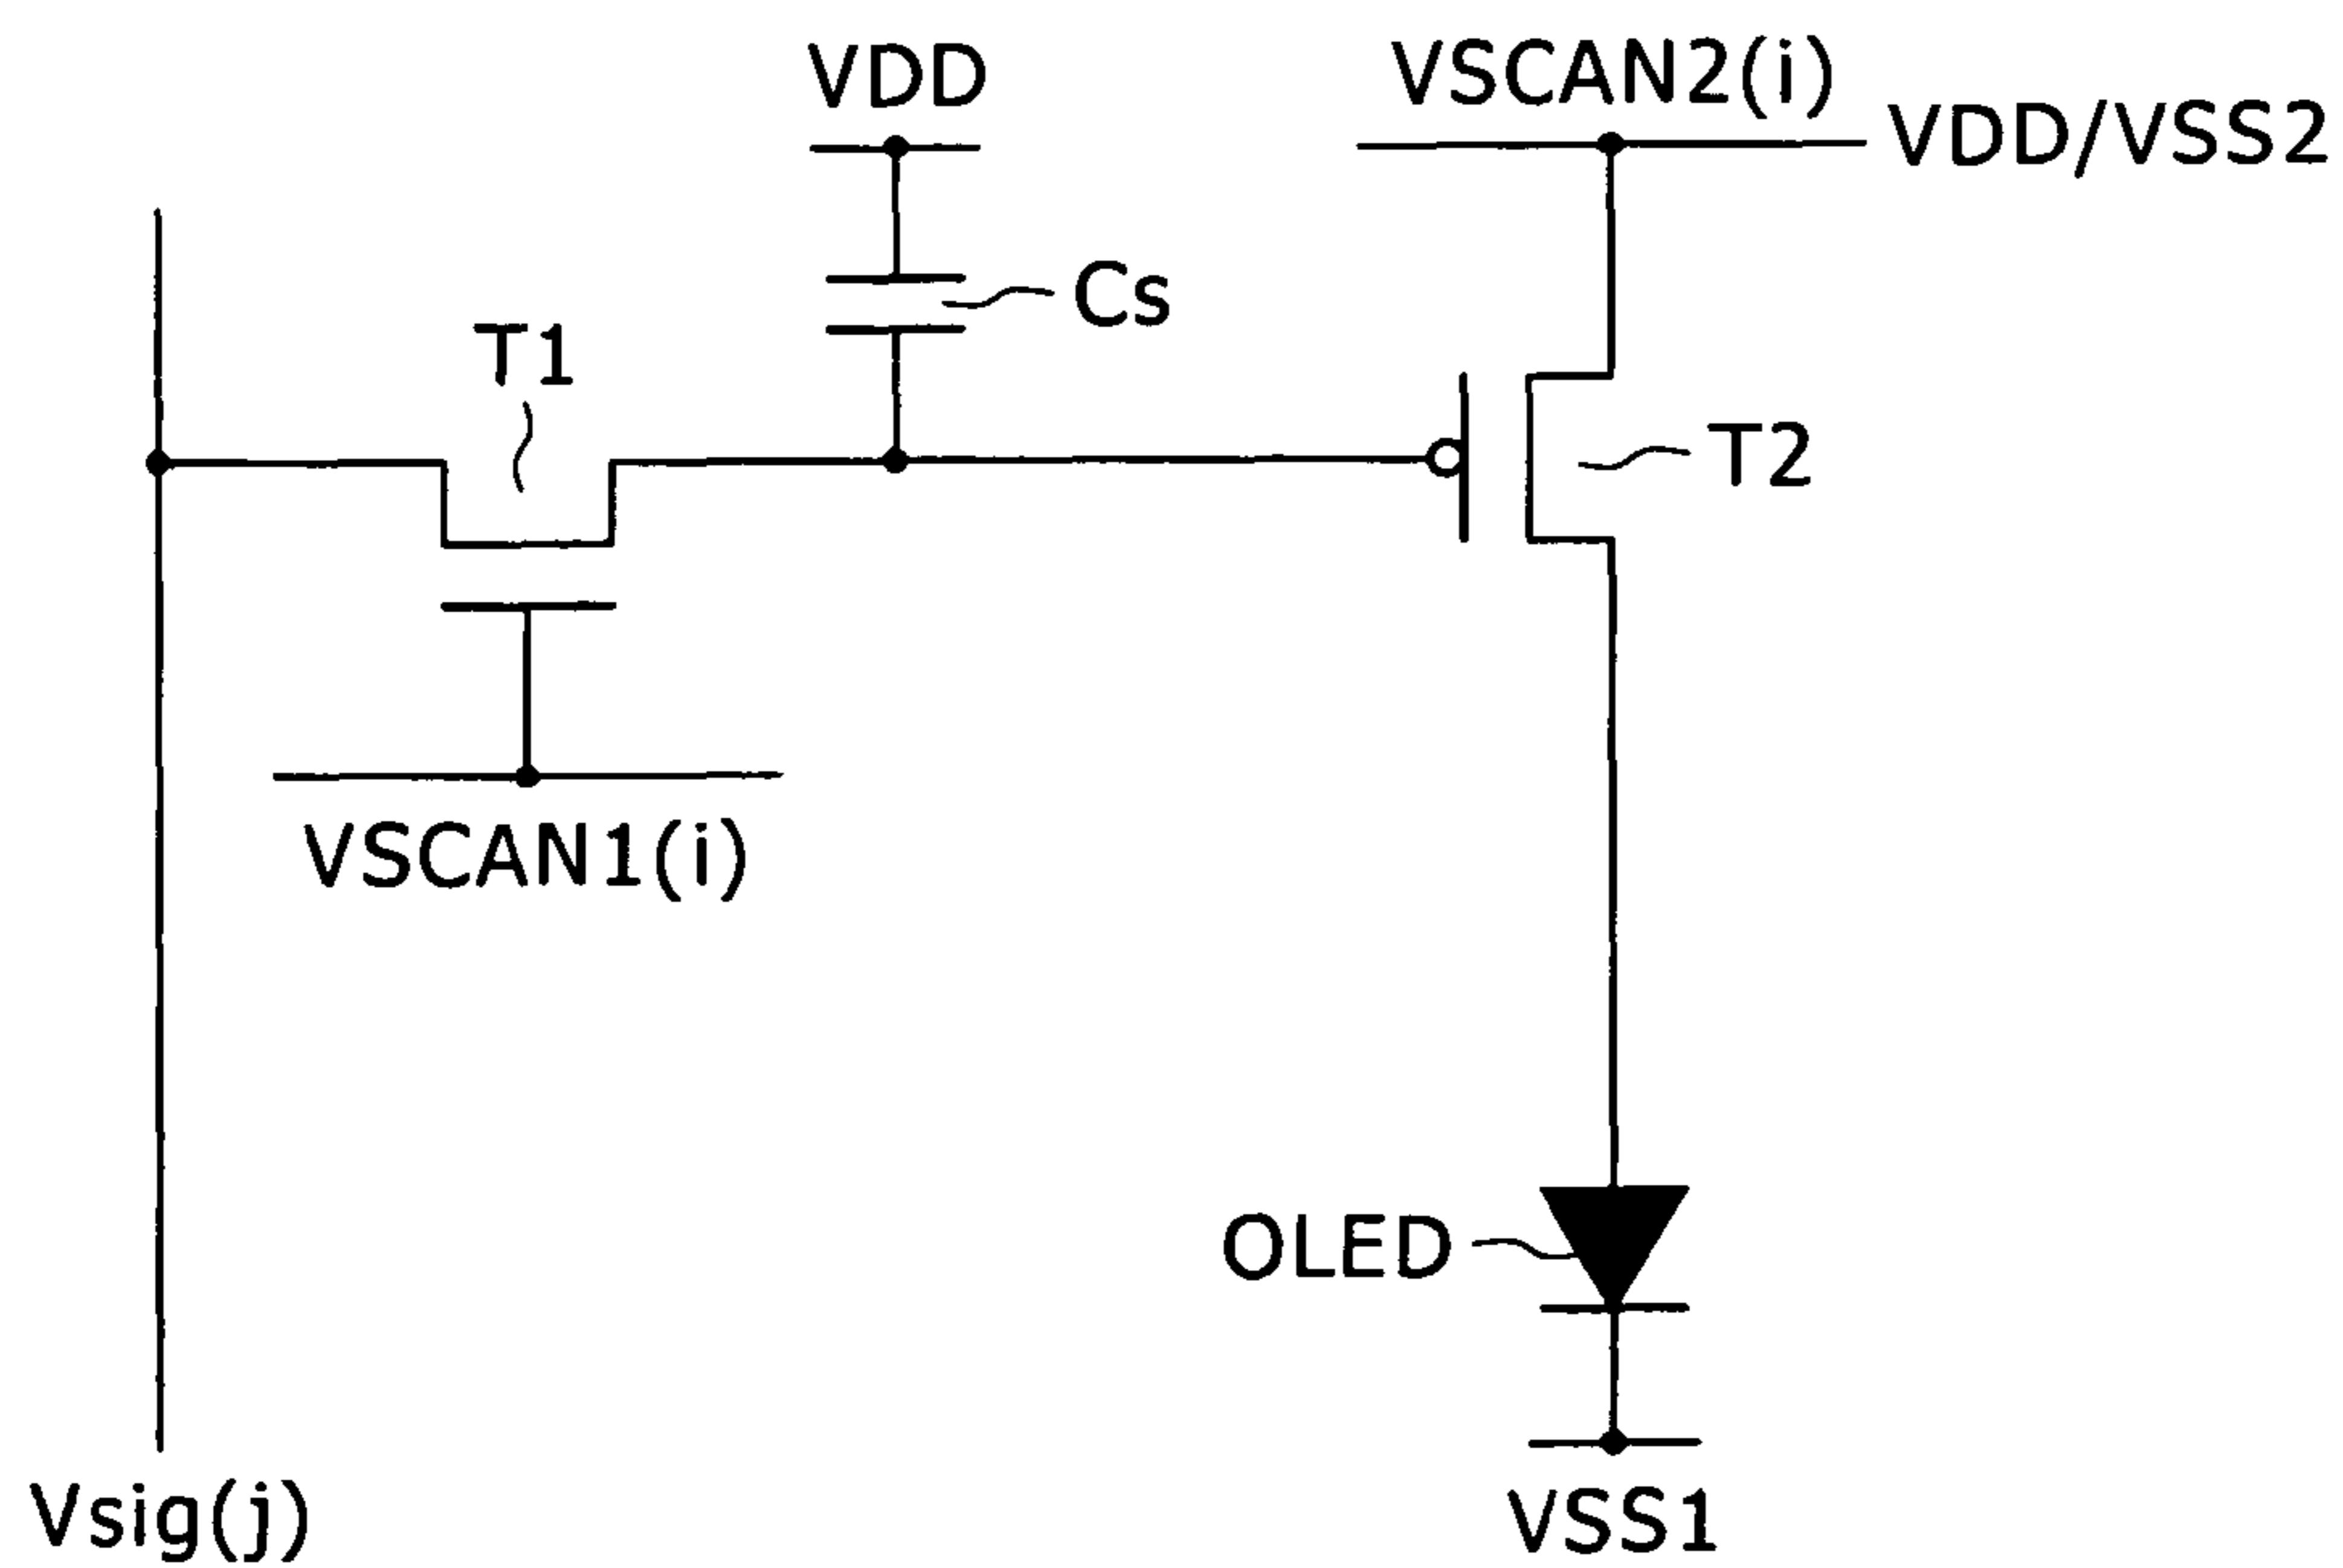 VDD
VSCAN2(i)
VDD/VSS2
Cs
T1
T2
VSCAN1(i)
OLED
Vsig(j)
VSS1